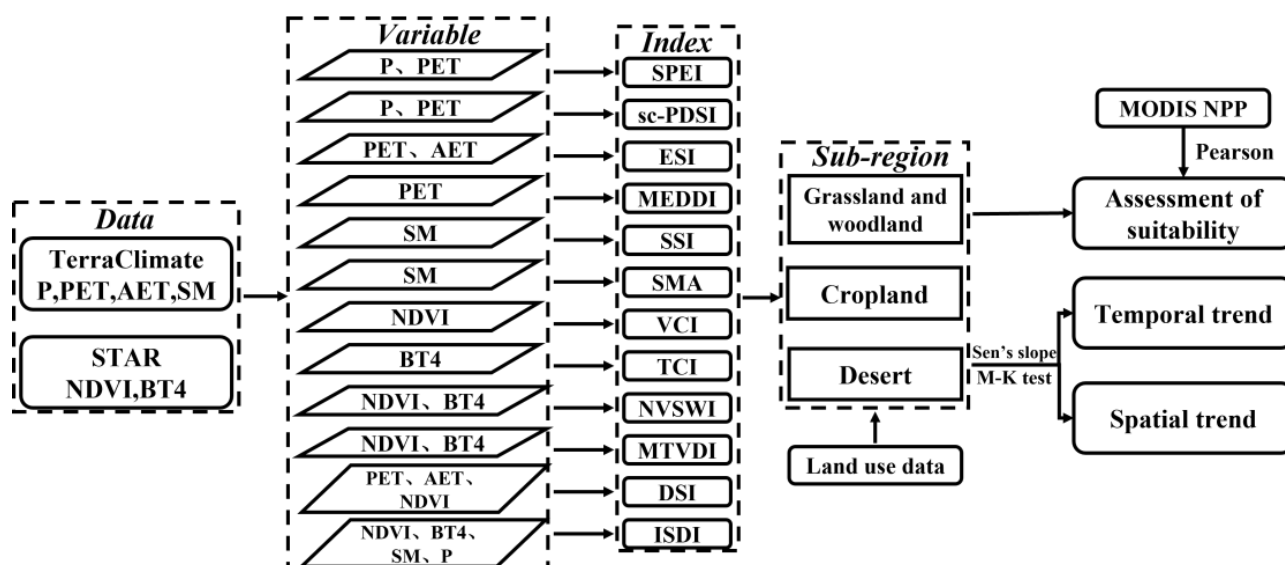 Data
TerraClimate
P,PET,AET,SM
STAR
NDVI,BT4
Variable
P、PET
P、PET
PET、AET
PET
SM
SM
NDVI
BT4
NDVI、BT4
NDVI、BT4
PET、AET、
NDVI
NDVI、BT4、
SM、P
Index
SPEI
sc-PDSI
ESI
MEDDI
SSI
SMA
VCI
TCI
NVSWI
MTVDI
DSI
ISDI
Sub-region
Grassland and
woodland
Cropland
Desert
Land use data
Sen's slope
M-K test
MODIS NPP
Pearson
Assessment of
suitability
Temporal trend
Spatial trend